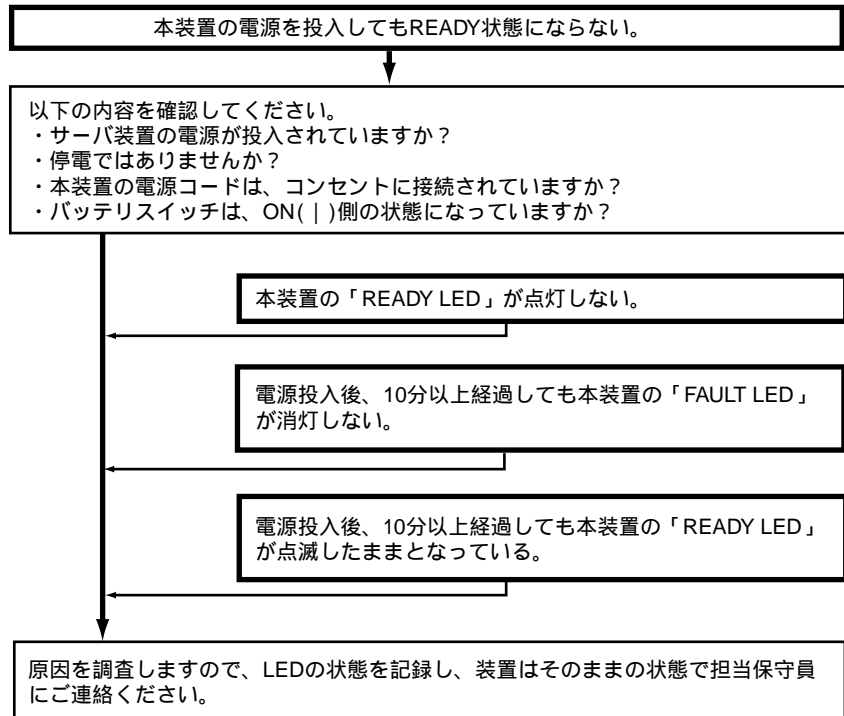 本装置の電源を投入してもREADY状態にならない。
以下の内容を確認してください。
・サーバ装置の電源が投入されていますか？
・停電ではありませんか？
・本装置の電源コードは、コンセントに接続されていますか？
・バッテリスイッチは、ON( | )側の状態になっていますか？
本装置の「READY LED」が点灯しない。
電源投入後、10分以上経過しても本装置の「FAULT LED」
が消灯しない。
電源投入後、10分以上経過しても本装置の「READY LED」
が点滅したままとなっている。
原因を調査しますので、LEDの状態を記録し、装置はそのままの状態で担当保守員
にご連絡ください。